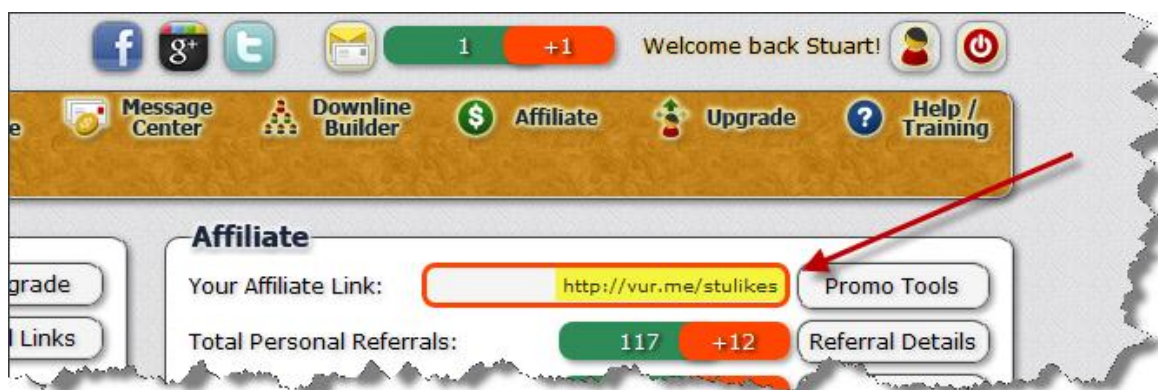 f g+ t 1 +1 Welcome back Stuart!
e Message Center Downline Builder $ Affiliate Upgrade ? Help / Training
Affiliate
grade Your Affiliate Link: http://vur.me/stulikes Promo Tools
l Links Total Personal Referrals: 117 +12 Referral Details